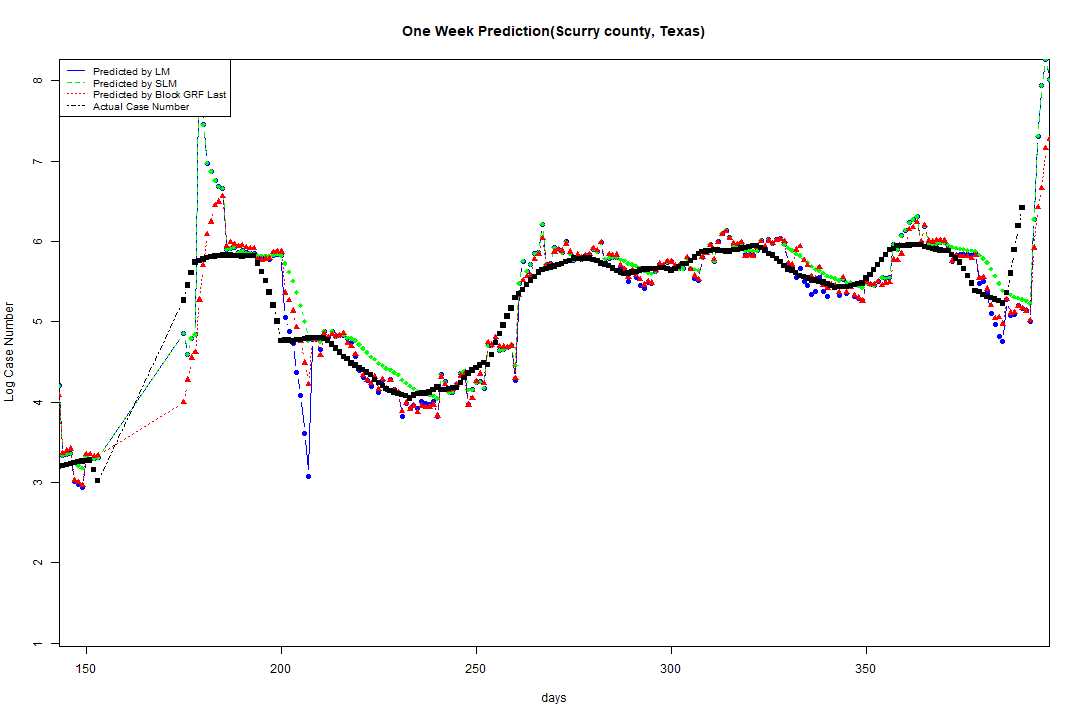 One Week Prediction(Scurry county, Texas)
Predicted by LM
Predicted by SLM
Predicted by Block GRF Last
Actual Case Number
8
7
6
5
4
3
2
1
Log Case Number
150
200
250
300
350
days